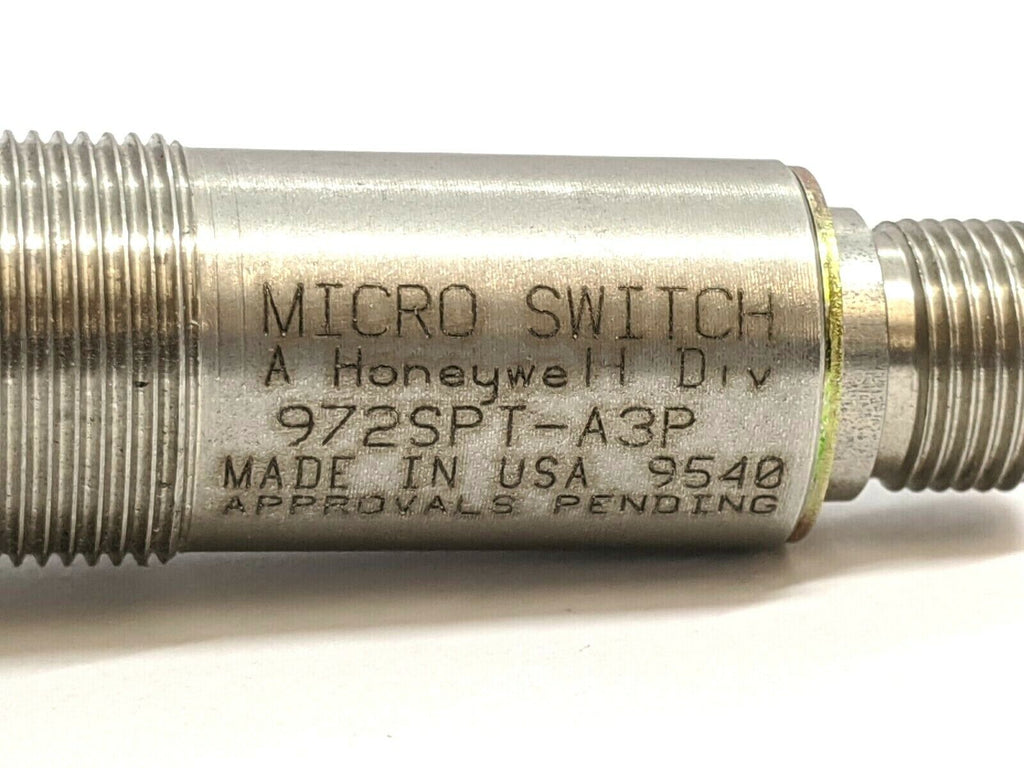 MICRO SWITCH
A Honeywell Div
972SPT-A3P
MADE IN USA 9540
APPROVALS PENDING